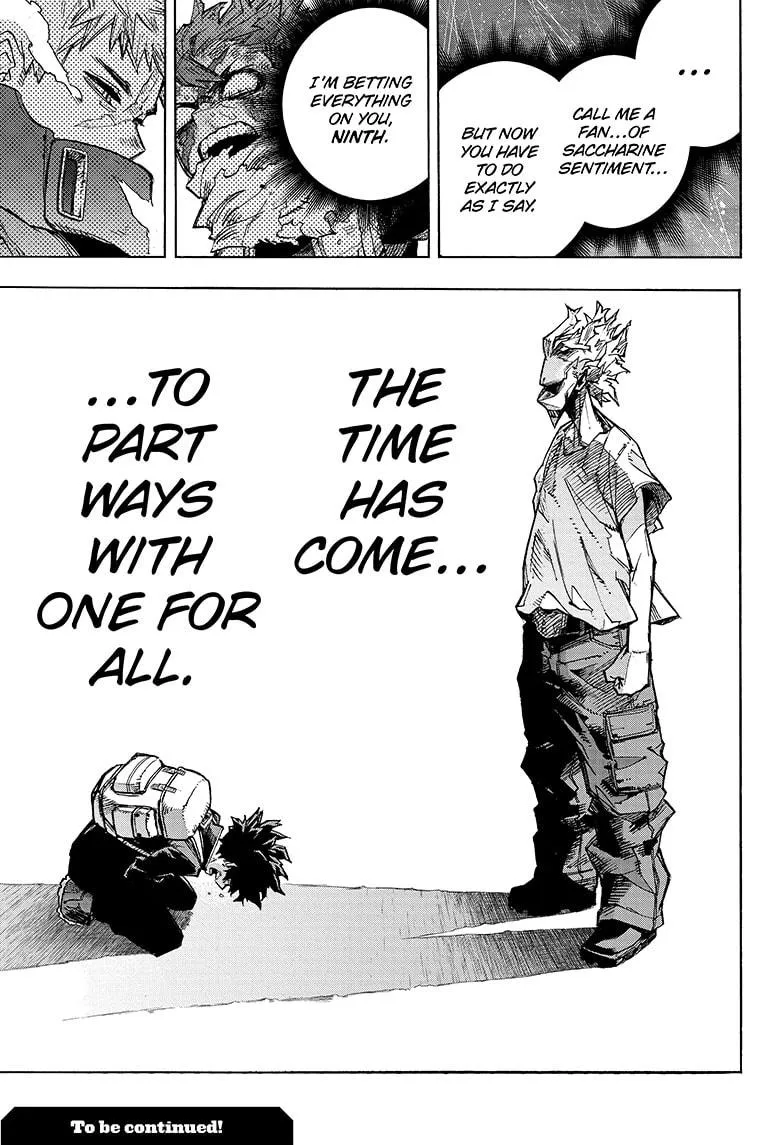 ...
CALL ME A
FAN...OF
SACCHARINE
SENTIMENT...
BUT NOW
YOU HAVE
TO DO
EXACTLY
AS I SAY.
I'M BETTING
EVERYTHING
ON YOU,
NINTH.
THE
TIME
HAS
COME...
...TO
PART
WAYS
WITH
ONE FOR
ALL.
To be continued!